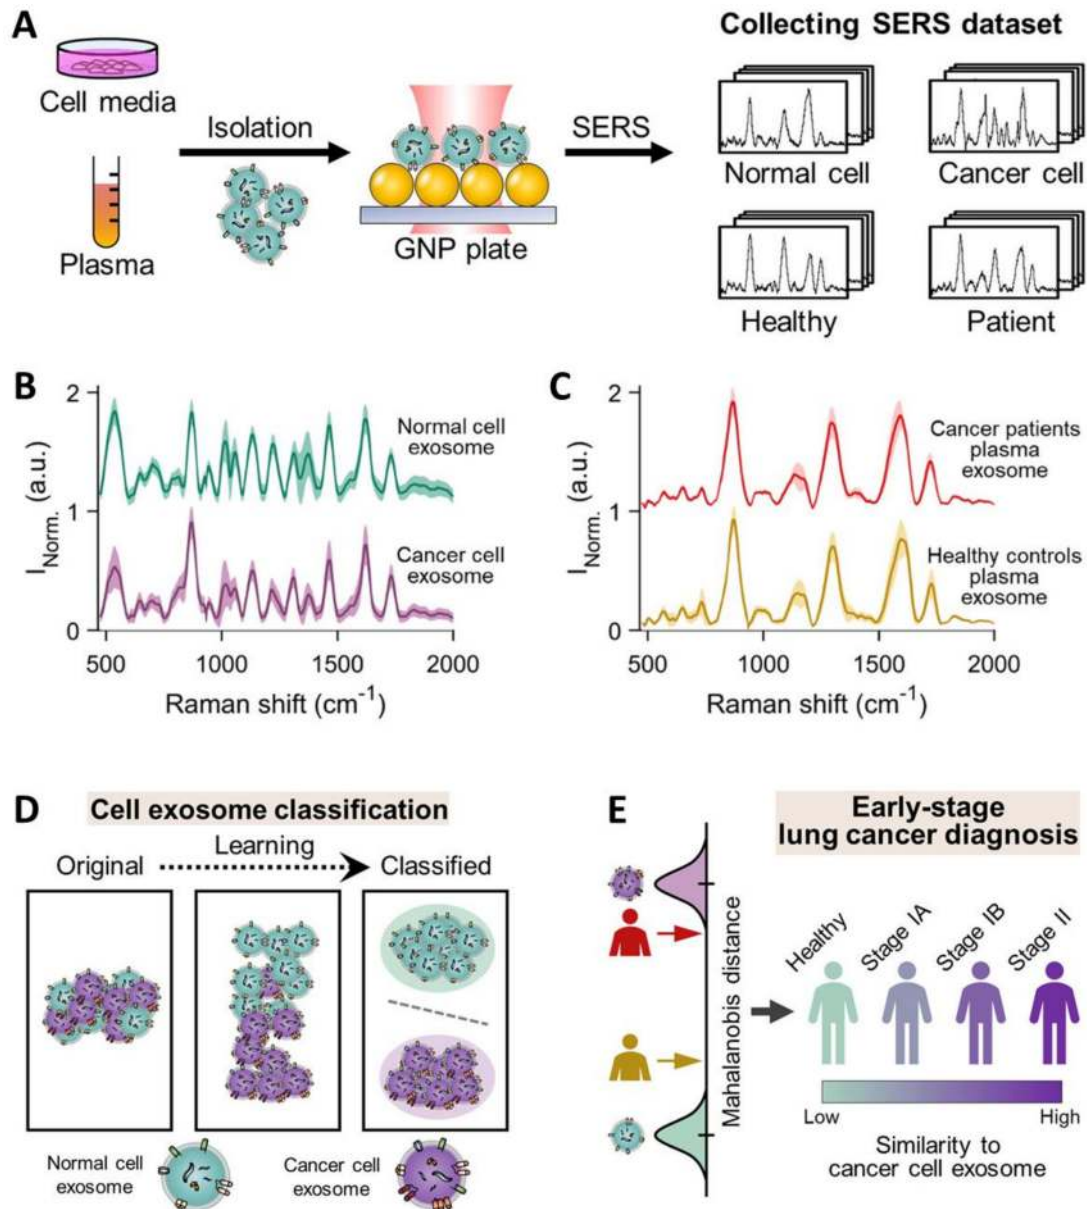 A
Collecting SERS dataset
Cell media
Isolation
SERS
Normal cell
Cancer cell
Plasma
GNP plate
Healthy
Patient
B
2
1
0
I Norm. (a.u.)
Normal cell
exosome
Cancer cell
exosome
500 1000 1500 2000
Raman shift (cm⁻¹)
C
2
1
0
I Norm. (a.u.)
Cancer patients
plasma
exosome
Healthy controls
plasma
exosome
500 1000 1500 2000
Raman shift (cm⁻¹)
D
Cell exosome classification
Learning
Original
Classified
Normal cell
exosome
Cancer cell
exosome
E
Early-stage
lung cancer diagnosis
Mahalanobis distance
Healthy
Stage IA
Stage IB
Stage II
Low
High
Similarity to
cancer cell exosome